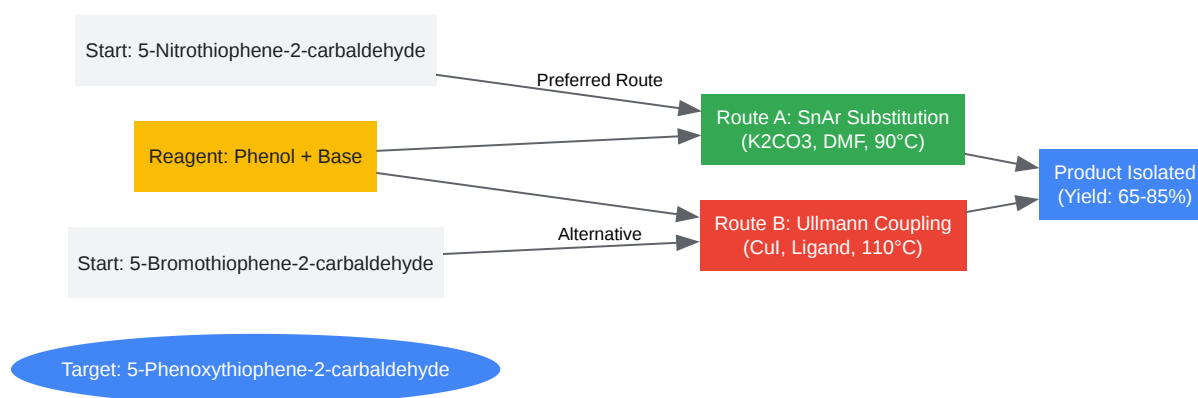 Start: 5-Nitrothiophene-2-carbaldehyde
Preferred Route
Route A: SnAr Substitution
(K2CO3, DMF, 90°C)
Reagent: Phenol + Base
Product Isolated
(Yield: 65-85%)
Route B: Ullmann Coupling
(CuI, Ligand, 110°C)
Alternative
Start: 5-Bromothiophene-2-carbaldehyde
Target: 5-Phenoxythiophene-2-carbaldehyde